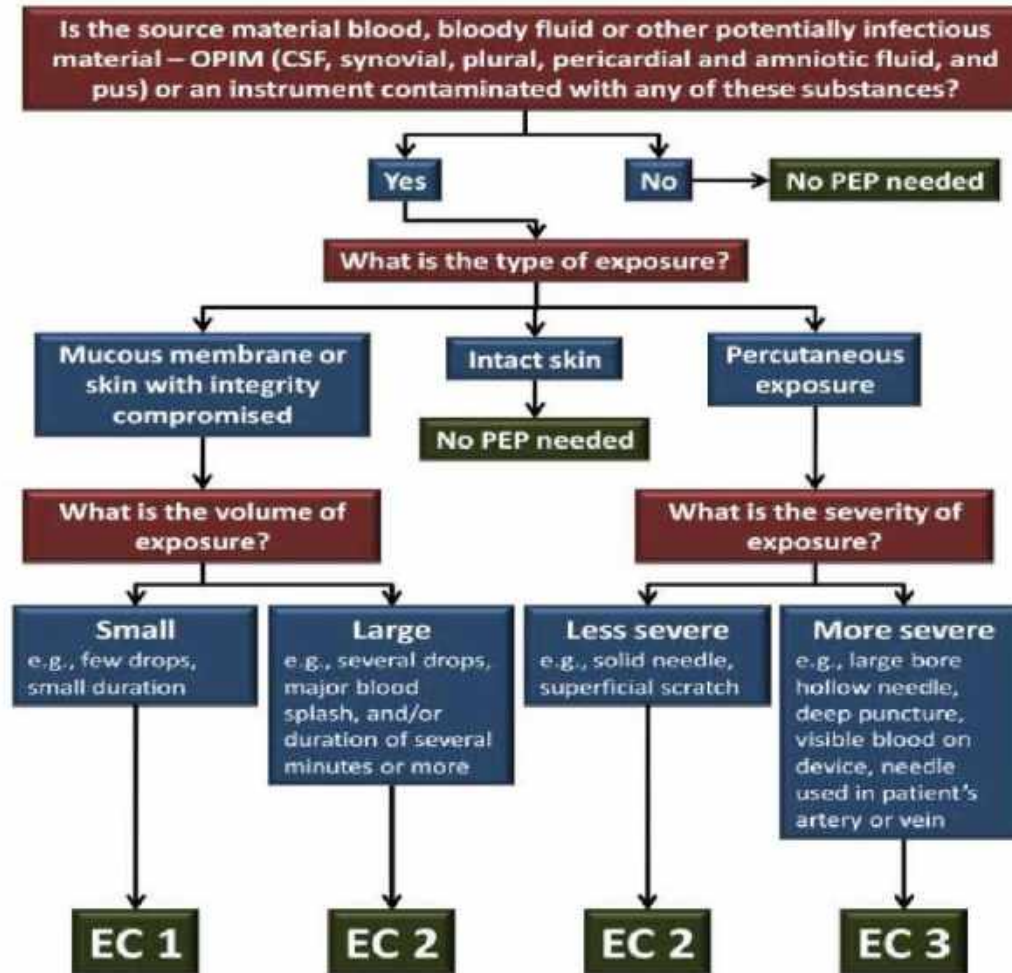 Is the source material blood, bloody fluid or other potentially infectious
material – OPIM (CSF, synovial, plural, pericardial and amniotic fluid, and
pus) or an instrument contaminated with any of these substances?
Yes
No
No PEP needed
What is the type of exposure?
Mucous membrane or
skin with integrity
compromised
Intact skin
Percutaneous
exposure
No PEP needed
What is the volume of
exposure?
What is the severity of
exposure?
Small
e.g., few drops,
small duration
Large
e.g., several drops,
major blood
splash, and/or
duration of several
minutes or more
Less severe
e.g., solid needle,
superficial scratch
More severe
e.g., large bore
hollow needle,
deep puncture,
visible blood on
device, needle
used in patient's
artery or vein
EC 1
EC 2
EC 2
EC 3